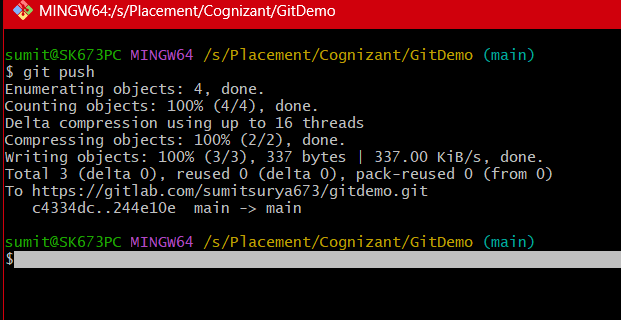 MINGW64:/s/Placement/Cognizant/GitDemo
sumit@SK673PC MINGW64 /s/Placement/Cognizant/GitDemo (main)
$ git push
Enumerating objects: 4, done.
Counting objects: 100% (4/4), done.
Delta compression using up to 16 threads
Compressing objects: 100% (2/2), done.
Writing objects: 100% (3/3), 337 bytes | 337.00 KiB/s, done.
Total 3 (delta 0), reused 0 (delta 0), pack-reused 0 (from 0)
To https://gitlab.com/sumitsurya673/gitdemo.git
   c4334dc..244e10e  main -> main
sumit@SK673PC MINGW64 /s/Placement/Cognizant/GitDemo (main)
$